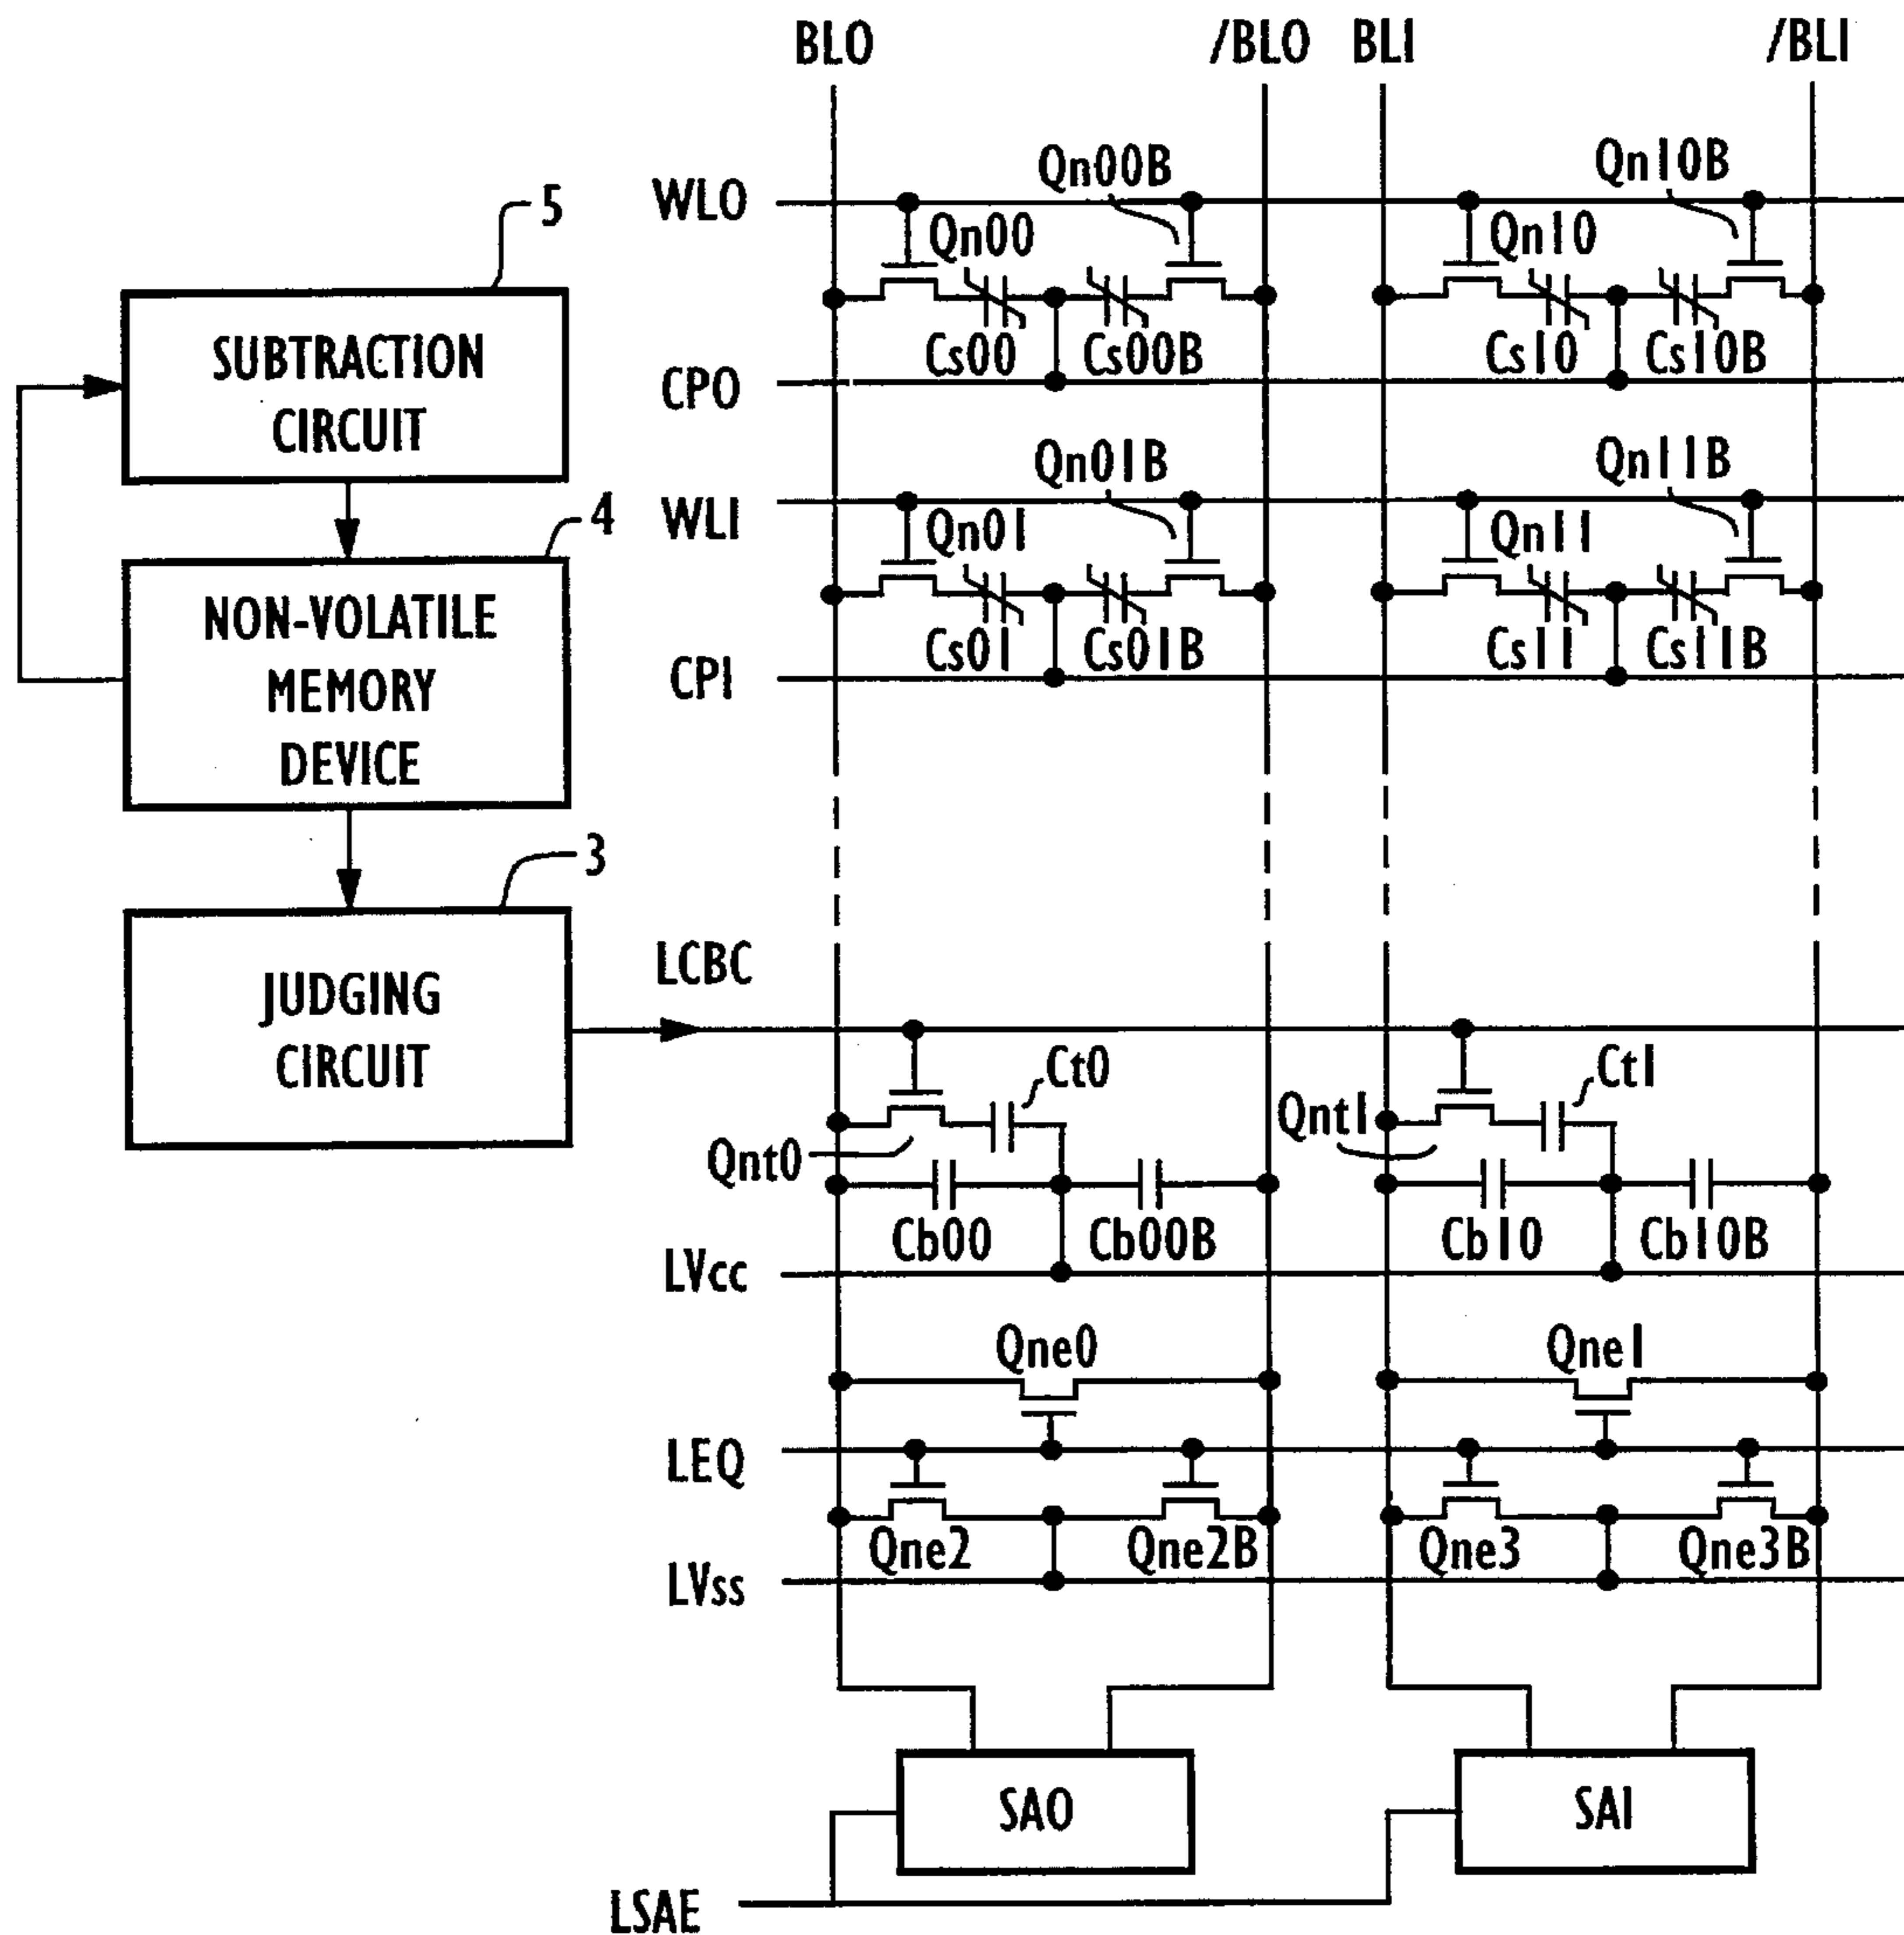 BL0 /BL0 BL1 /BL1
Qn00B Qn10B
WL0
5
Qn00 Qn10
SUBTRACTION
CIRCUIT
Cs00 Cs00B Cs10 Cs10B
CP0
Qn01B Qn11B
4
WL1
Qn01 Qn11
NON-VOLATILE
MEMORY
DEVICE
Cs01 Cs01B Cs11 Cs11B
CP1
3
LCBC
JUDGING
CIRCUIT
Ct0 Ct1
Qnt0 Qnt1
Cb00 Cb00B Cb10 Cb10B
LVcc
Qne0 Qne1
LEQ
Qne2 Qne2B Qne3 Qne3B
LVss
SA0 SA1
LSAE